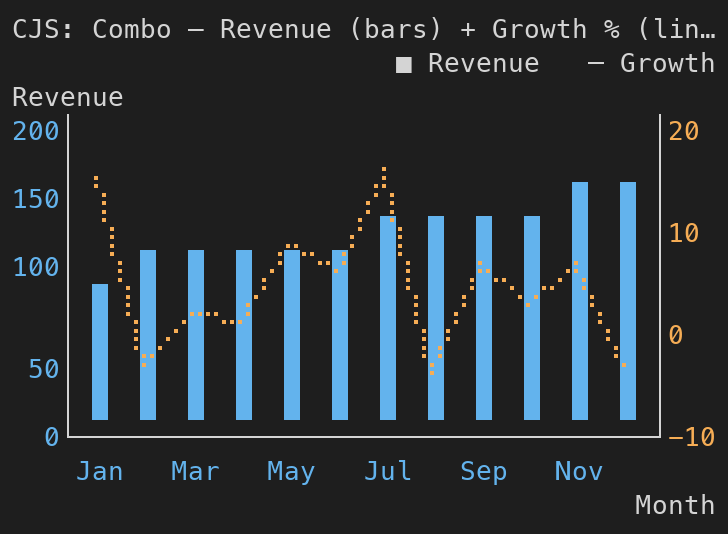 CJS: Combo — Revenue (bars) + Growth % (lin…
■ Revenue — Growth
Revenue
200 20
150
10
100
0
50
0 −10
Jan Mar May Jul Sep Nov
Month